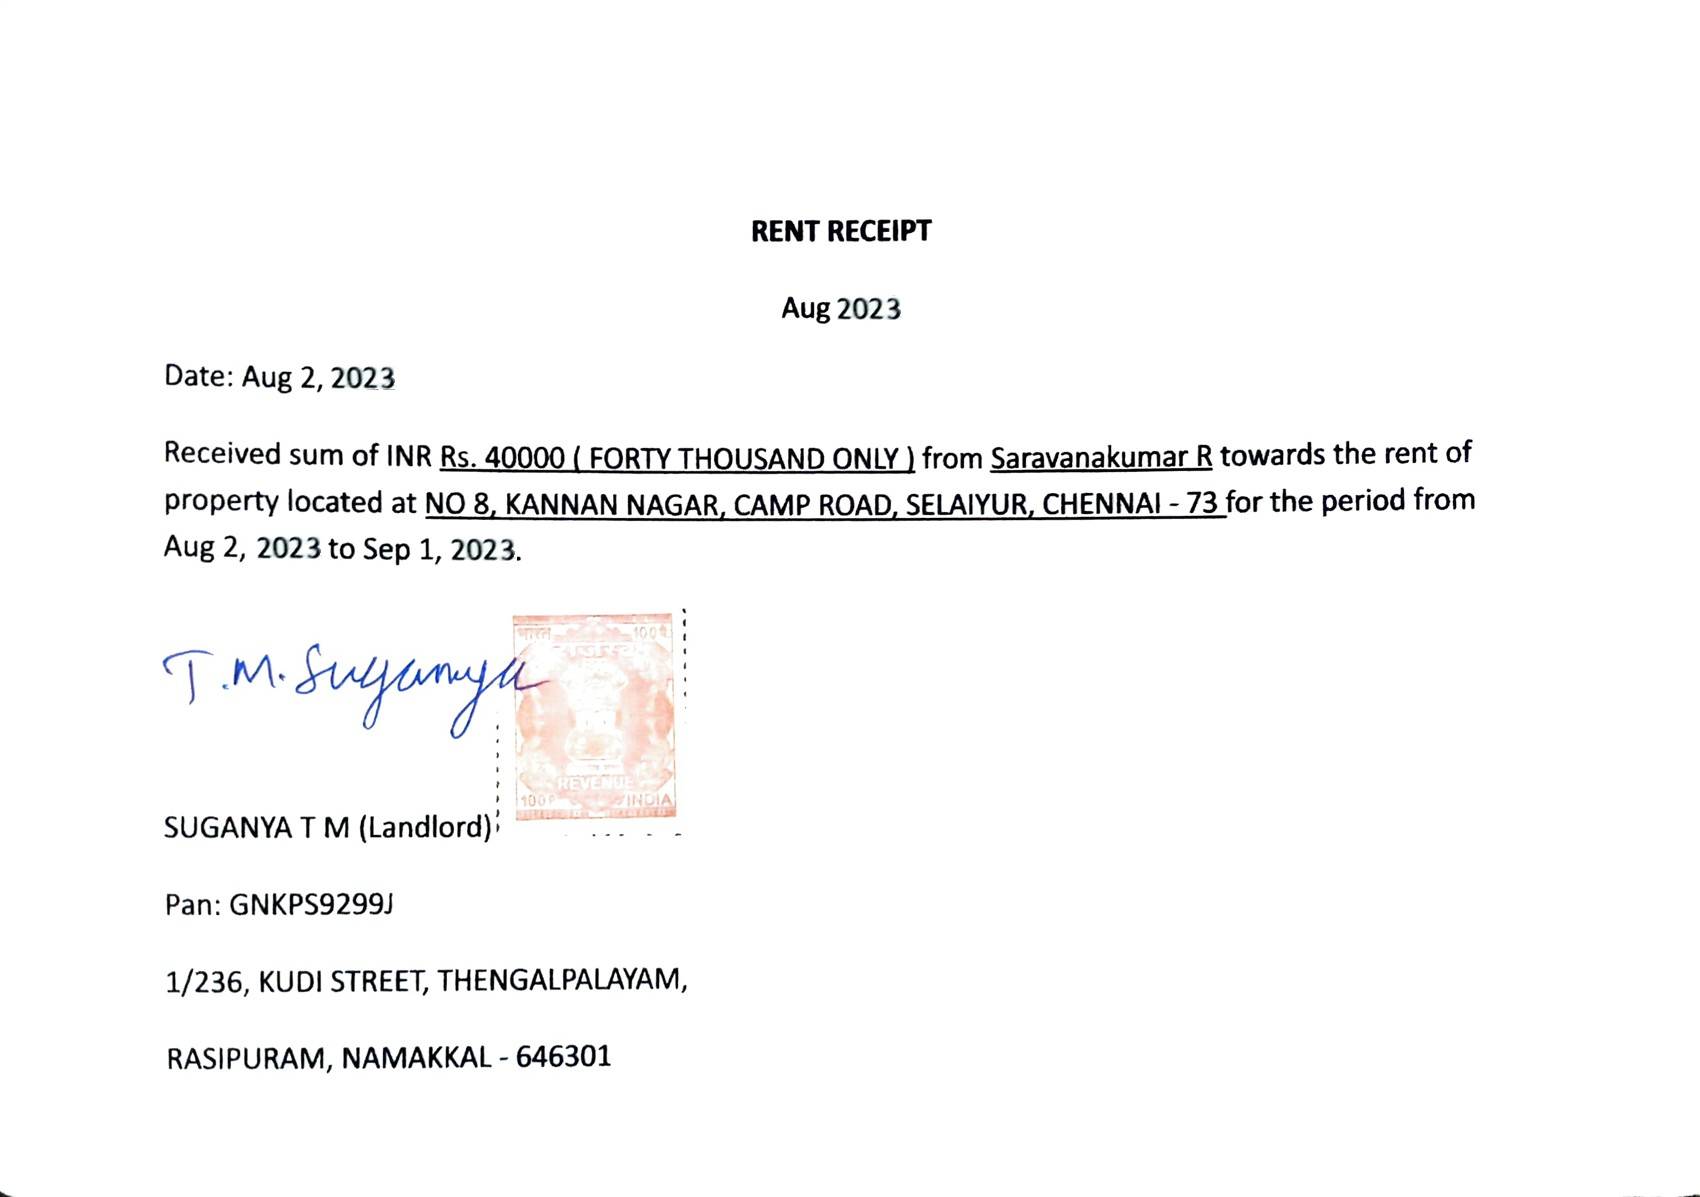 RENT RECEIPT
Aug 2023
Date: Aug 2, 2023
Received sum of INR Rs. 40000 ( FORTY THOUSAND ONLY ) from Saravanakumar R towards the rent of
property located at NO 8, KANNAN NAGAR, CAMP ROAD, SELAIYUR, CHENNAI - 73 for the period from
Aug 2, 2023 to Sep 1, 2023.
भारत 100
T.M. Suganya
REVENUE
100P INDIA
SUGANYA T M (Landlord)
Pan: GNKPS9299J
1/236, KUDI STREET, THENGALPALAYAM,
RASIPURAM, NAMAKKAL - 646301